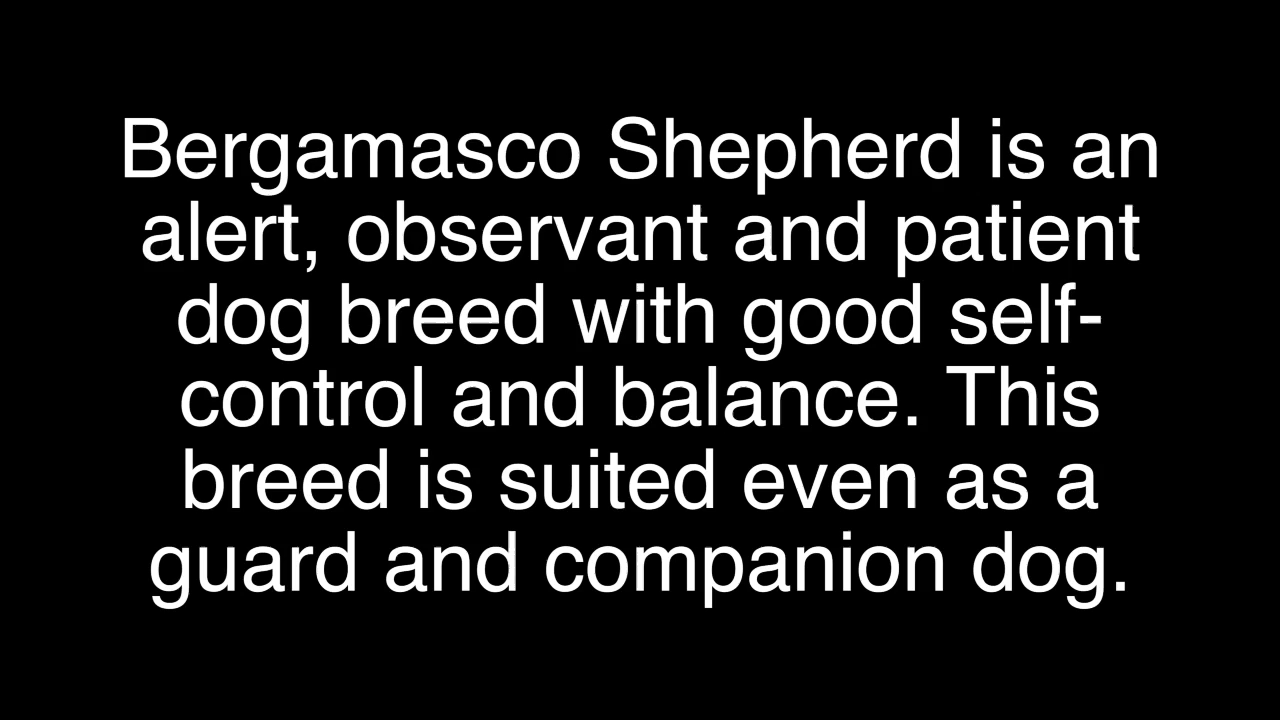 Bergamasco Shepherd is an
alert, observant and patient
dog breed with good self-
control and balance. This
breed is suited even as a
guard and companion dog.